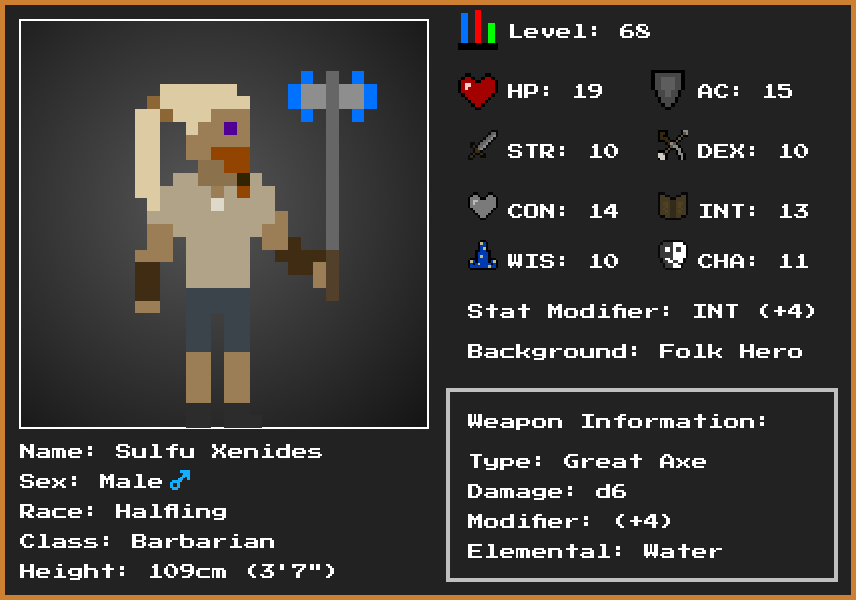 Level: 68
HP: 19 AC: 15
STR: 10 DEX: 10
CON: 14 INT: 13
WIS: 10 CHA: 11
Stat Modifier: INT (+4)
Background: Folk Hero
Weapon Information:
Type: Great Axe
Damage: d6
Modifier: (+4)
Elemental: Water
Name: Sulfu Xenides
Sex: Male♂
Race: Halfling
Class: Barbarian
Height: 109cm (3'7")